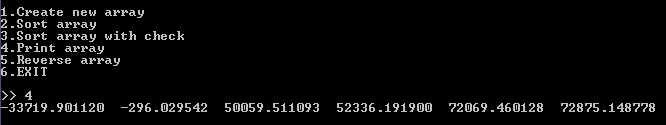 1.Create new array
2.Sort array
3.Sort array with check
4.Print array
5.Reverse array
6.EXIT
>> 4
-33719.901120 -296.029542 50059.511093 52336.191900 72069.460128 72875.148778